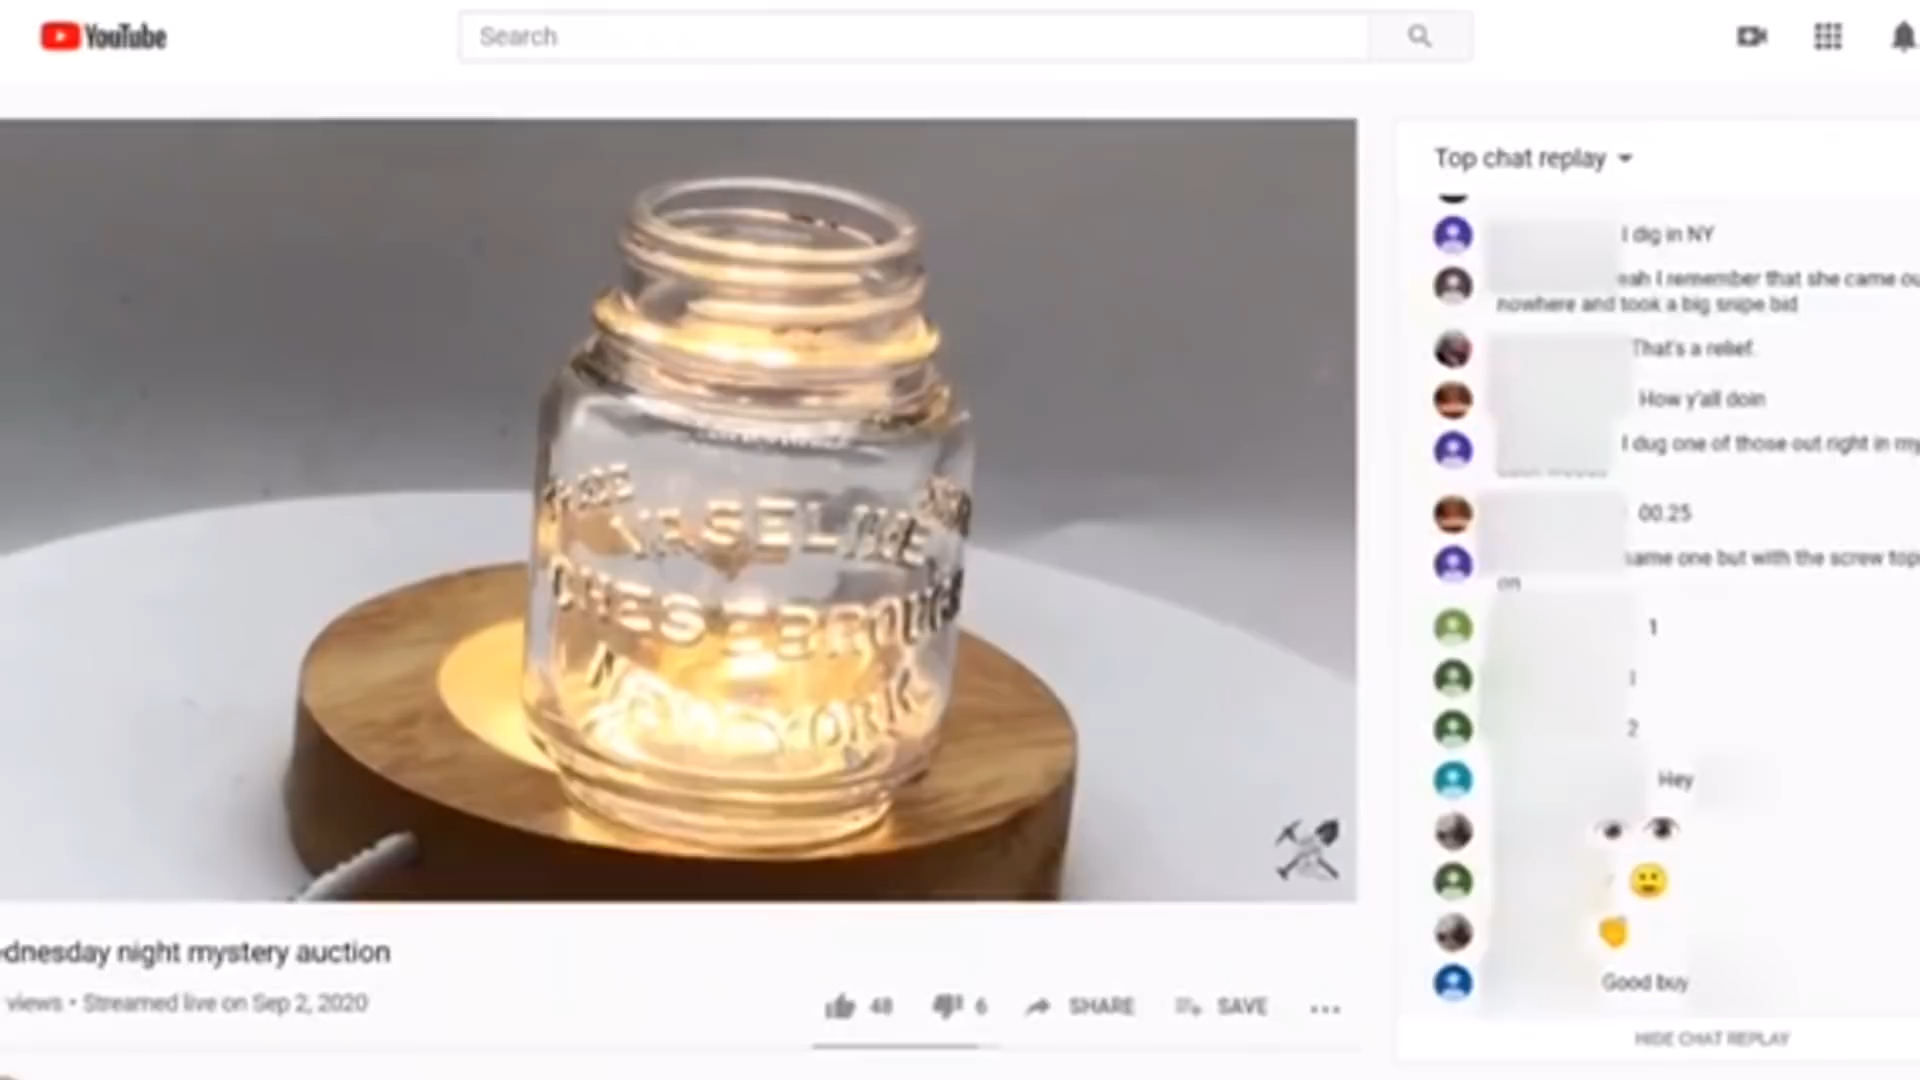 YouTube
Search
VASELINE
CHESEBROUGH
NEW YORK
dnesday night mystery auction
views • Streamed live on Sep 2, 2020
48
6
SHARE
SAVE
Top chat replay
I dig in NY
eah I remember that she came ou
nowhere and took a big snipe bid
That's a relief.
How y'all doin
I dug one of those out right in my
00.25
same one but with the screw top
on
1
2
Hey
Good buy
HIDE CHAT REPLAY